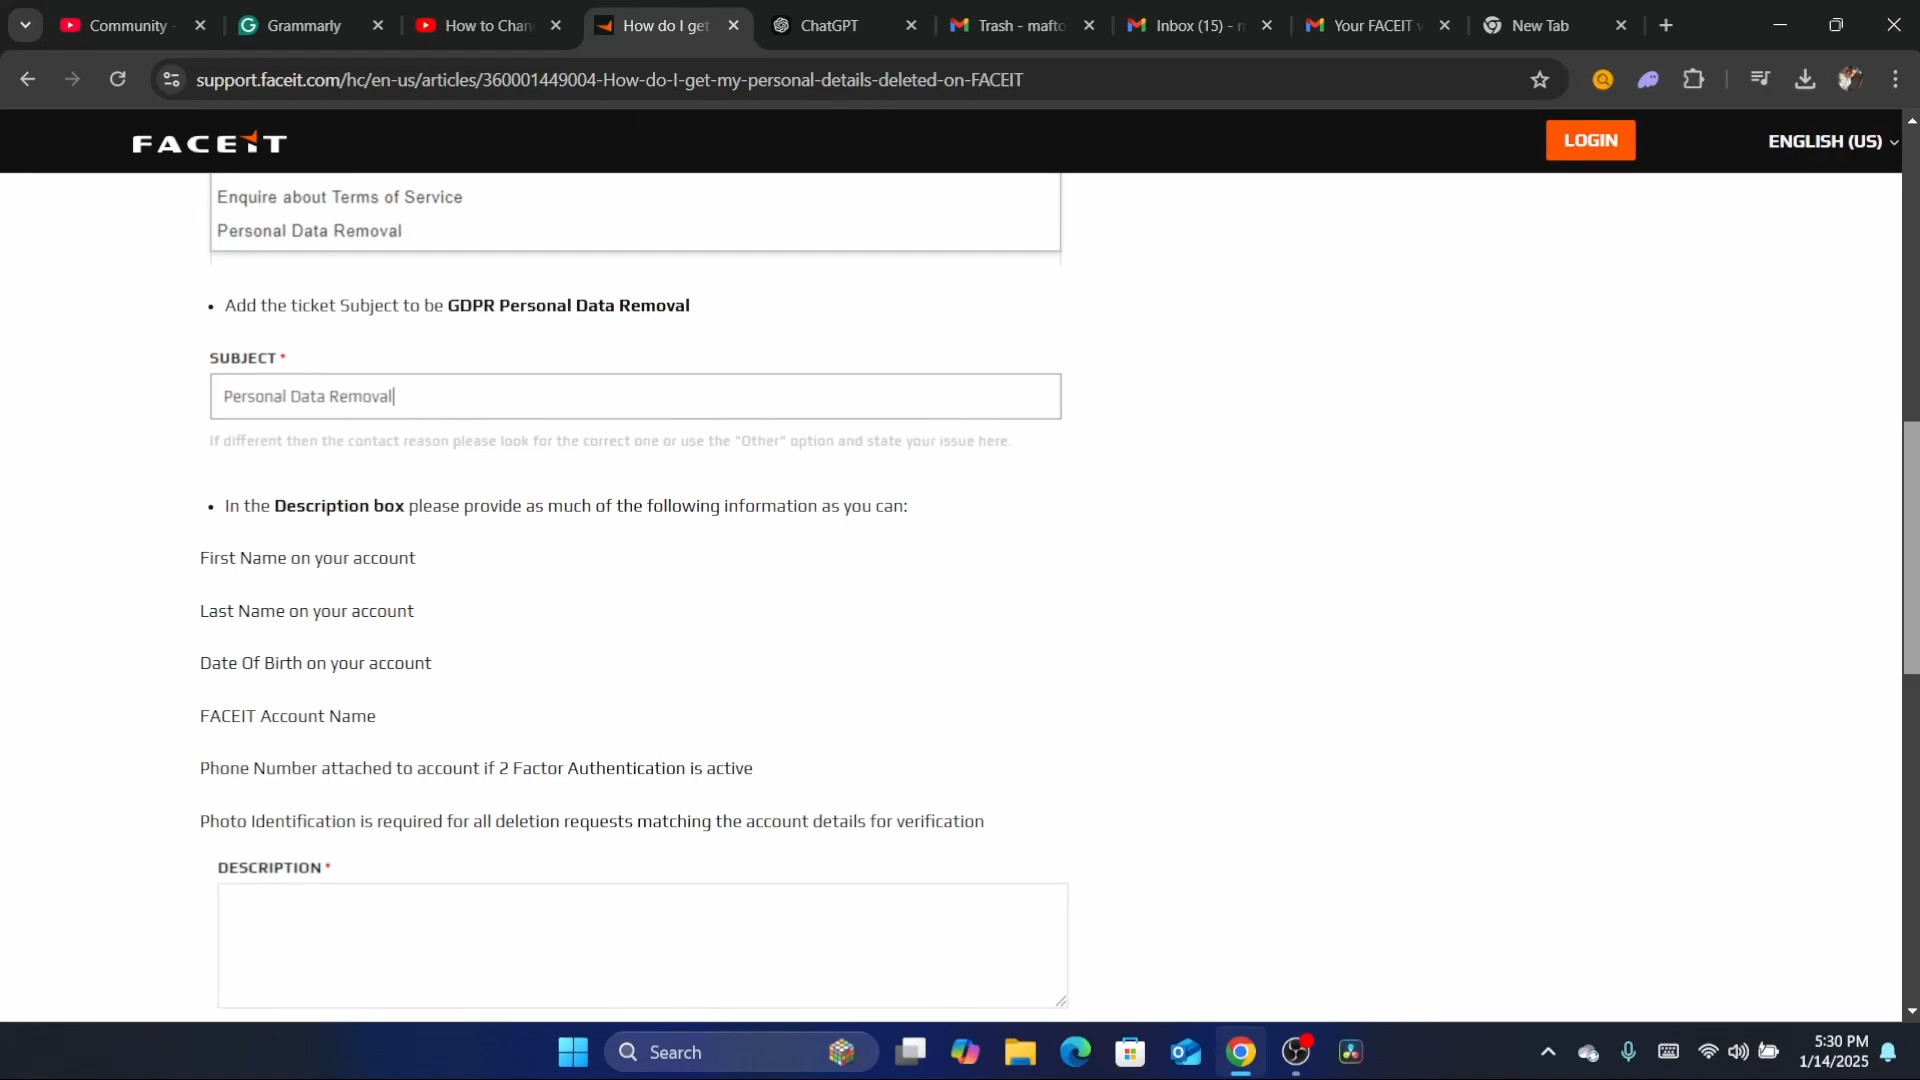 Community -
Grammarly
How to Chan
How do I get
ChatGPT
Trash - mafto
Inbox (15) - n
Your FACEIT v
New Tab
support.faceit.com/hc/en-us/articles/360001449004-How-do-I-get-my-personal-details-deleted-on-FACEIT
FACEIT
LOGIN
ENGLISH (US)
Enquire about Terms of Service
Personal Data Removal
• Add the ticket Subject to be GDPR Personal Data Removal
SUBJECT *
Personal Data Removal
If different then the contact reason please look for the correct one or use the "Other" option and state your issue here.
• In the Description box please provide as much of the following information as you can:
First Name on your account
Last Name on your account
Date Of Birth on your account
FACEIT Account Name
Phone Number attached to account if 2 Factor Authentication is active
Photo Identification is required for all deletion requests matching the account details for verification
DESCRIPTION *
Search
5:30 PM
1/14/2025